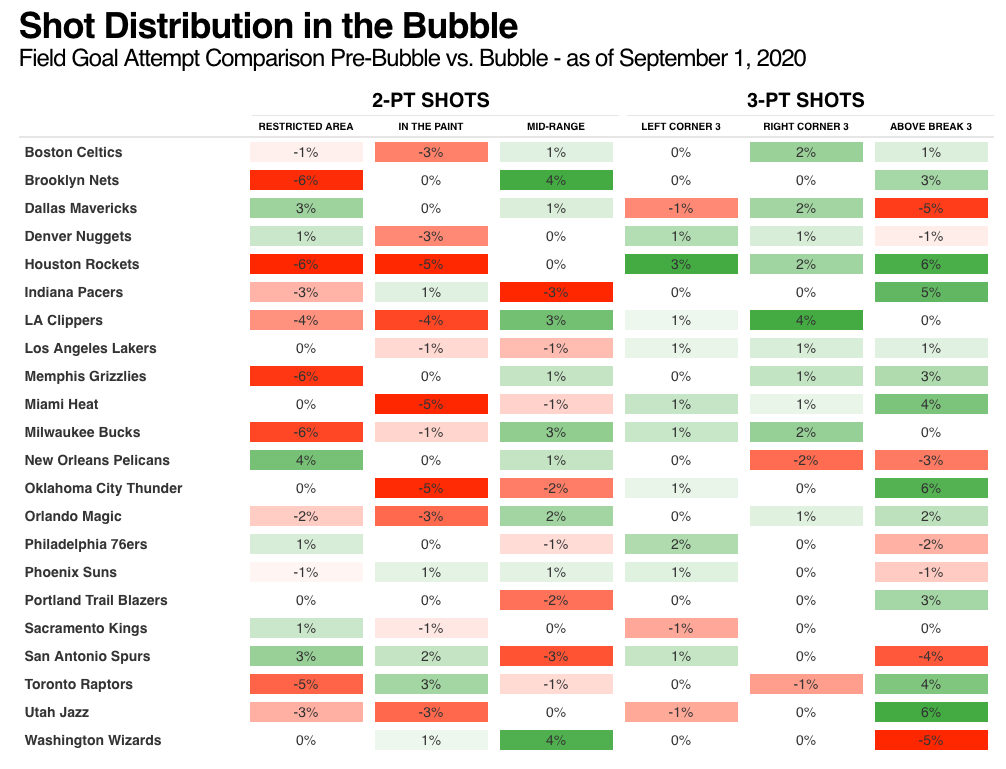 Shot Distribution in the Bubble
Field Goal Attempt Comparison Pre-Bubble vs. Bubble - as of September 1, 2020
2-PT SHOTS 3-PT SHOTS
RESTRICTED AREA IN THE PAINT MID-RANGE LEFT CORNER 3 RIGHT CORNER 3 ABOVE BREAK 3
Boston Celtics -1% -3% 1% 0% 2% 1%
Brooklyn Nets -6% 0% 4% 0% 0% 3%
Dallas Mavericks 3% 0% 1% -1% 2% -5%
Denver Nuggets 1% -3% 0% 1% 1% -1%
Houston Rockets -6% -5% 0% 3% 2% 6%
Indiana Pacers -3% 1% -3% 0% 0% 5%
LA Clippers -4% -4% 3% 1% 4% 0%
Los Angeles Lakers 0% -1% -1% 1% 1% 1%
Memphis Grizzlies -6% 0% 1% 0% 1% 3%
Miami Heat 0% -5% -1% 1% 1% 4%
Milwaukee Bucks -6% -1% 3% 1% 2% 0%
New Orleans Pelicans 4% 0% 1% 0% -2% -3%
Oklahoma City Thunder 0% -5% -2% 1% 0% 6%
Orlando Magic -2% -3% 2% 0% 1% 2%
Philadelphia 76ers 1% 0% -1% 2% 0% -2%
Phoenix Suns -1% 1% 1% 1% 0% -1%
Portland Trail Blazers 0% 0% -2% 0% 0% 3%
Sacramento Kings 1% -1% 0% -1% 0% 0%
San Antonio Spurs 3% 2% -3% 1% 0% -4%
Toronto Raptors -5% 3% -1% 0% -1% 4%
Utah Jazz -3% -3% 0% -1% 0% 6%
Washington Wizards 0% 1% 4% 0% 0% -5%